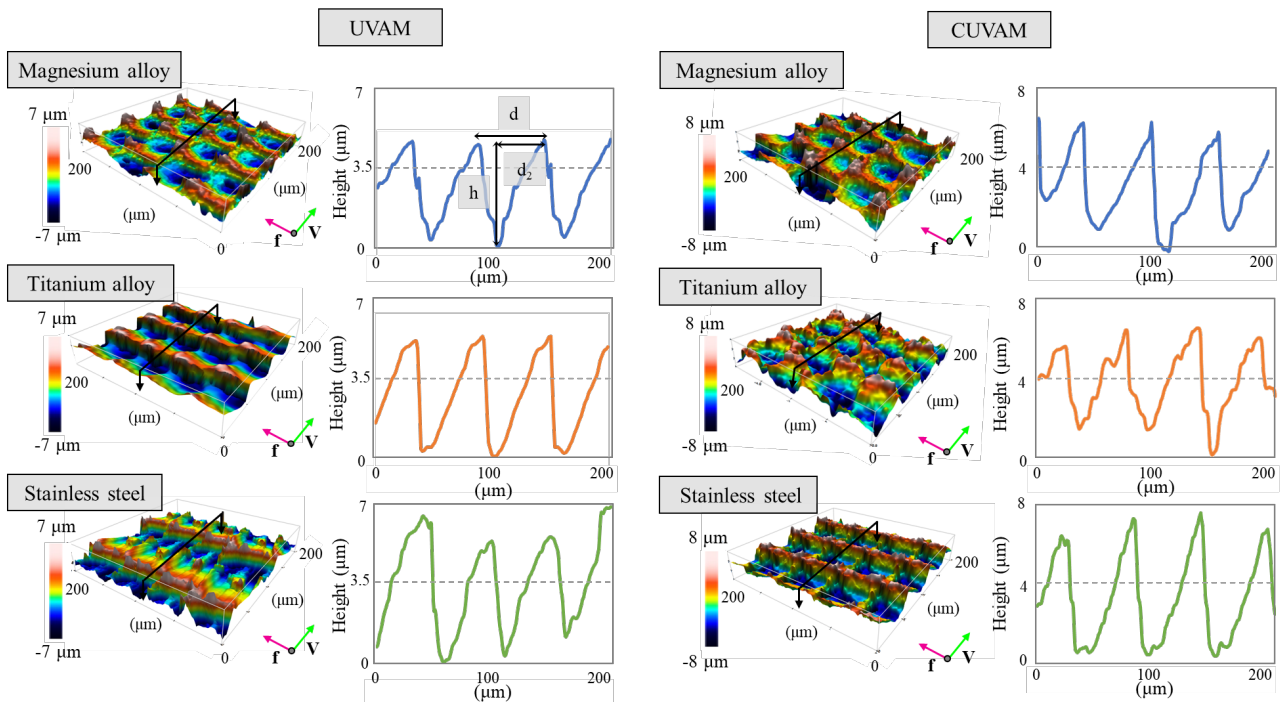 UVAM
CUVAM
Magnesium alloy
7 μm
-7 μm
200
(μm)
200
(μm)
0
f
V
Height (μm)
7
3.5
0
d
d2
h
0
100
200
(μm)
Magnesium alloy
8 μm
-8 μm
200
(μm)
200
(μm)
0
f
V
Height (μm)
8
4
0
0
100
200
(μm)
Titanium alloy
7 μm
-7 μm
200
(μm)
200
(μm)
0
f
V
Height (μm)
7
3.5
0
0
100
200
(μm)
Titanium alloy
8 μm
-8 μm
200
(μm)
200
(μm)
0
f
V
Height (μm)
8
4
0
0
100
200
(μm)
Stainless steel
7 μm
-7 μm
200
(μm)
200
(μm)
0
f
V
Height (μm)
7
3.5
0
0
100
200
(μm)
Stainless steel
8 μm
-8 μm
200
(μm)
200
(μm)
0
f
V
Height (μm)
8
4
0
0
100
200
(μm)